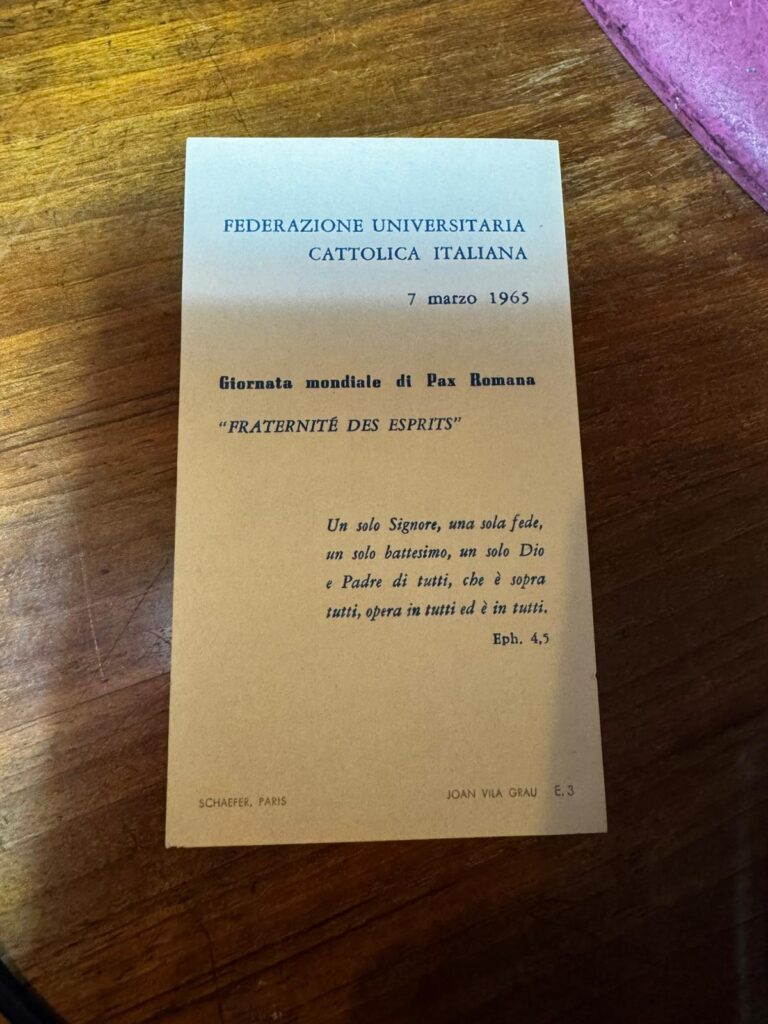 FEDERAZIONE UNIVERSITARIA
CATTOLICA ITALIANA
7 marzo 1965
Giornata mondiale di Pax Romana
“FRATERNITÉ DES ESPRITS”
Un solo Signore, una sola fede,
un solo battesimo, un solo Dio
e Padre di tutti, che è sopra
tutti, opera in tutti ed è in tutti.
Eph. 4,5
SCHAEFER, PARIS
JOAN VILA GRAU E.3